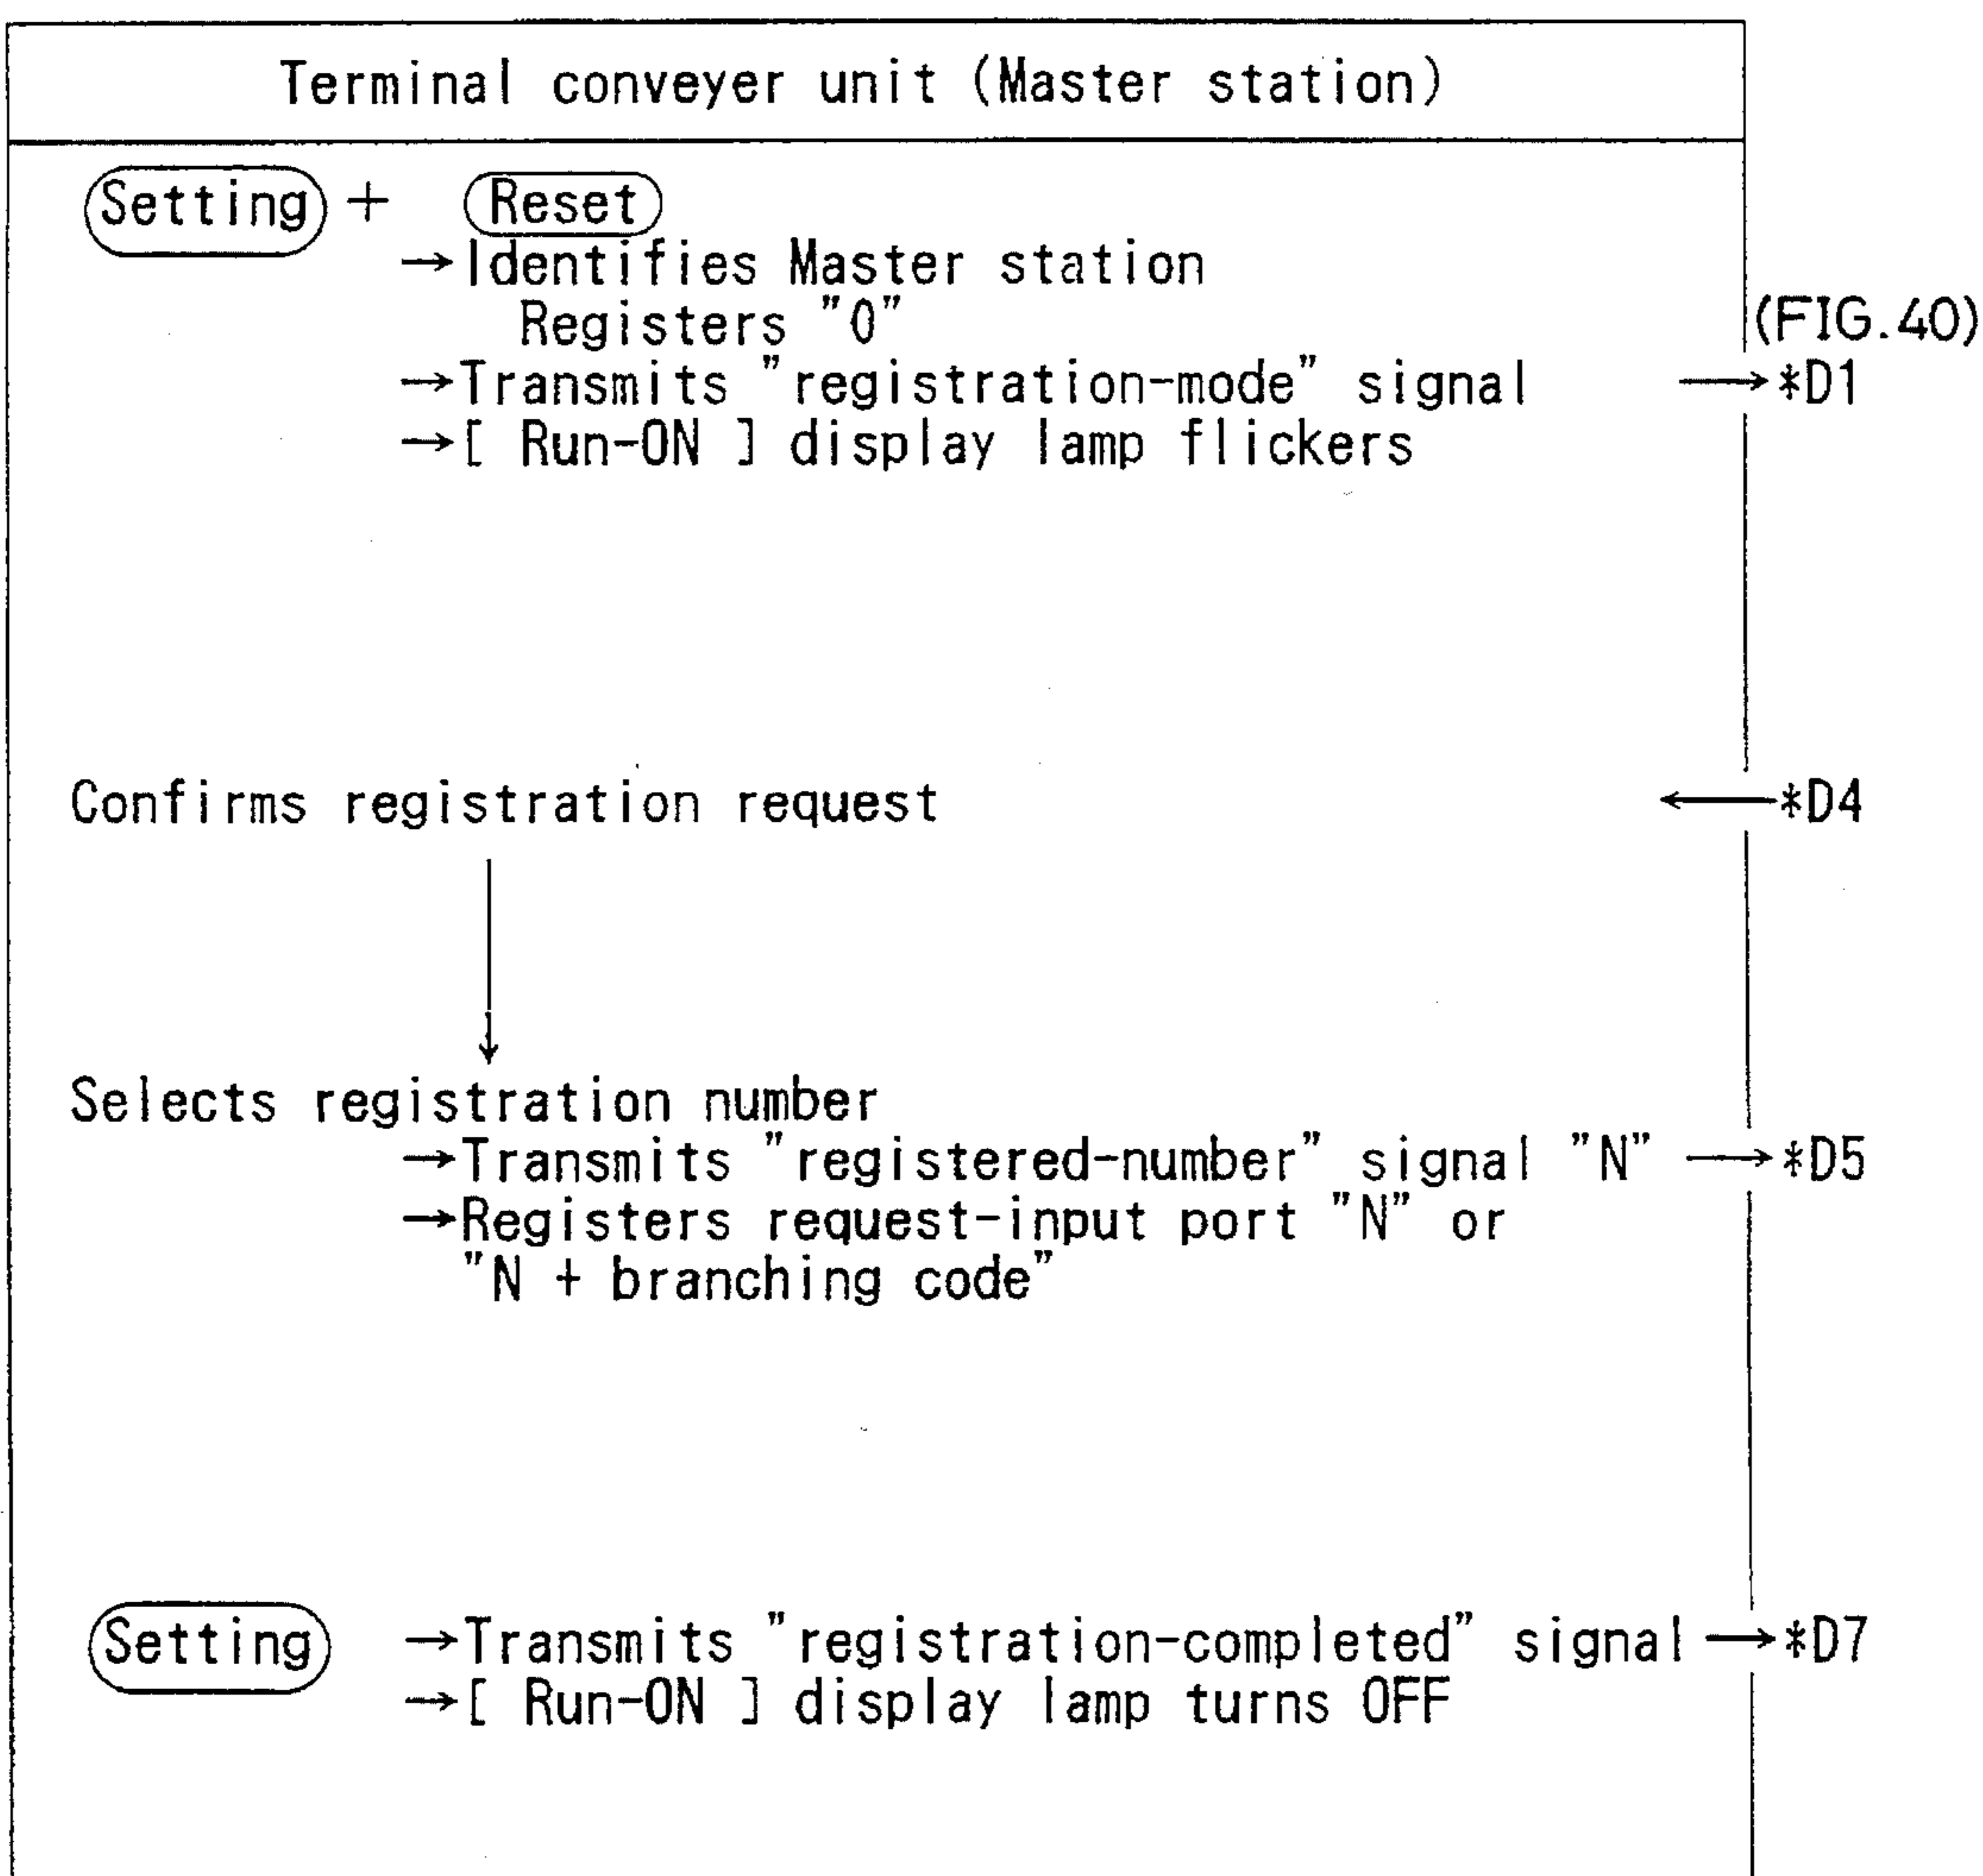 Terminal conveyer unit (Master station)
Setting + Reset
→Identifies Master station
Registers "0"
(FIG.40)
→Transmits "registration-mode" signal →*D1
→[ Run-ON ] display lamp flickers
Confirms registration request ←*D4
Selects registration number
→Transmits "registered-number" signal "N" →*D5
→Registers request-input port "N" or
"N + branching code"
Setting →Transmits "registration-completed" signal →*D7
→[ Run-ON ] display lamp turns OFF